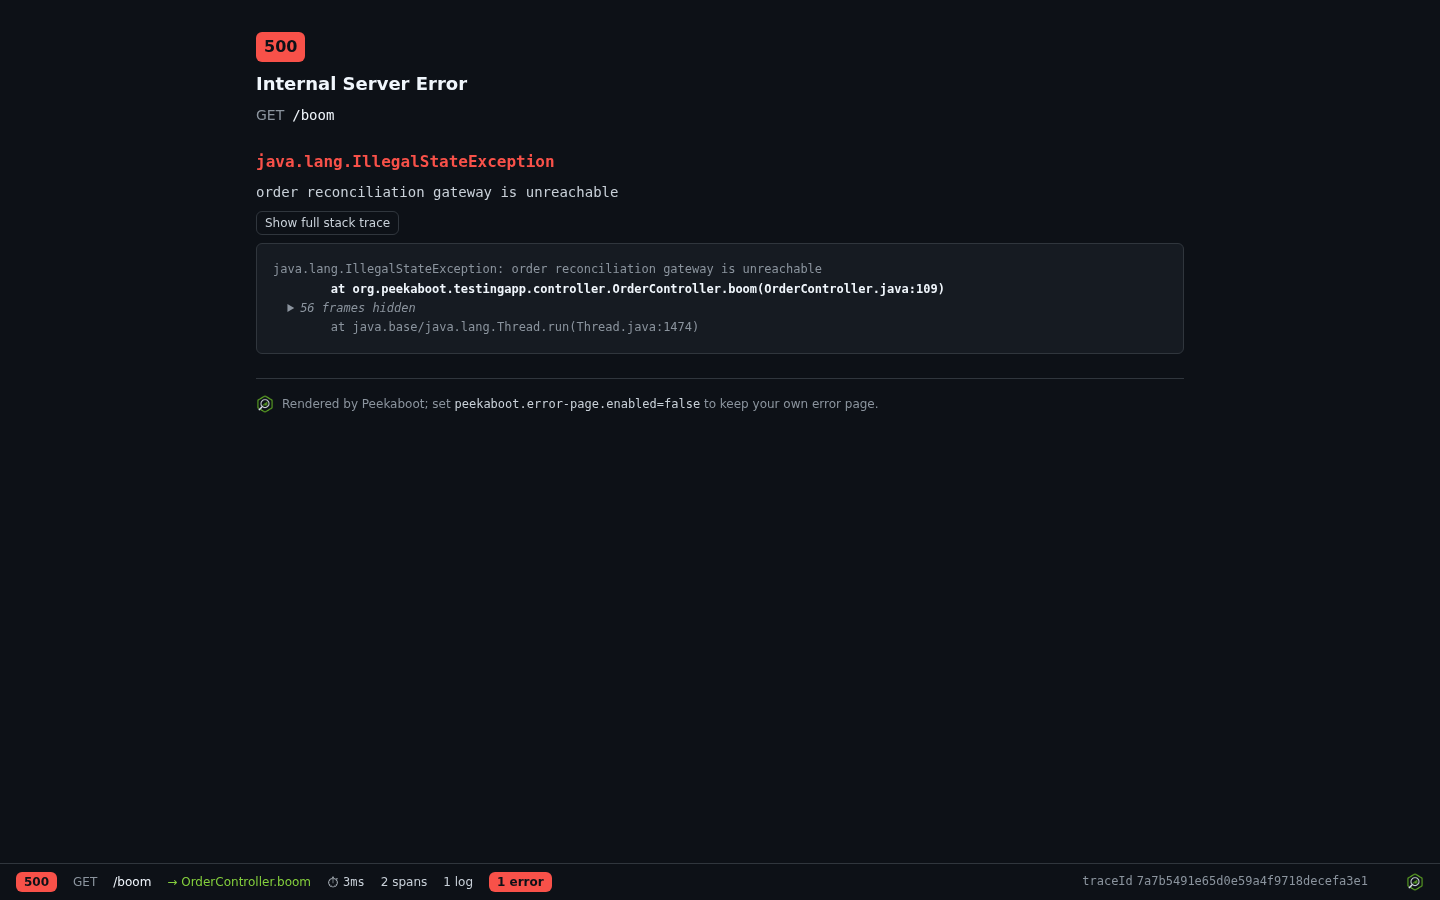 500
Internal Server Error
GET /boom
java.lang.IllegalStateException
order reconciliation gateway is unreachable
Show full stack trace
java.lang.IllegalStateException: order reconciliation gateway is unreachable
at org.peekaboot.testingapp.controller.OrderController.boom(OrderController.java:109)
▶ 56 frames hidden
at java.base/java.lang.Thread.run(Thread.java:1474)
Rendered by Peekaboot; set peekaboot.error-page.enabled=false to keep your own error page.
500 GET /boom → OrderController.boom ⏱ 3ms 2 spans 1 log 1 error traceId 7a7b5491e65d0e59a4f9718decefa3e1